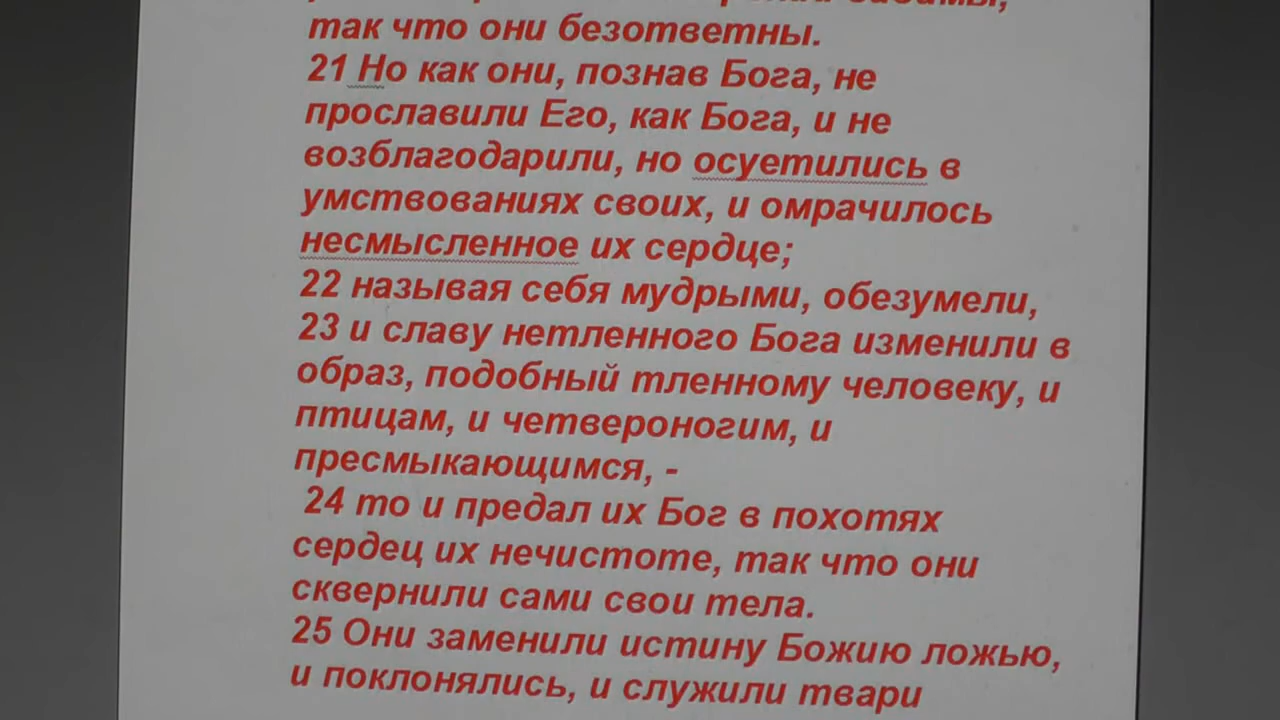 так что они безответны.
21 Но как они, познав Бога, не
прославили Его, как Бога, и не
возблагодарили, но осуетились в
умствованиях своих, и омрачилось
несмысленное их сердце;
22 называя себя мудрыми, обезумели,
23 и славу нетленного Бога изменили в
образ, подобный тленному человеку, и
птицам, и четвероногим, и
пресмыкающимся, -
24 то и предал их Бог в похотях
сердец их нечистоте, так что они
сквернили сами свои тела.
25 Они заменили истину Божию ложью,
и поклонялись, и служили твари